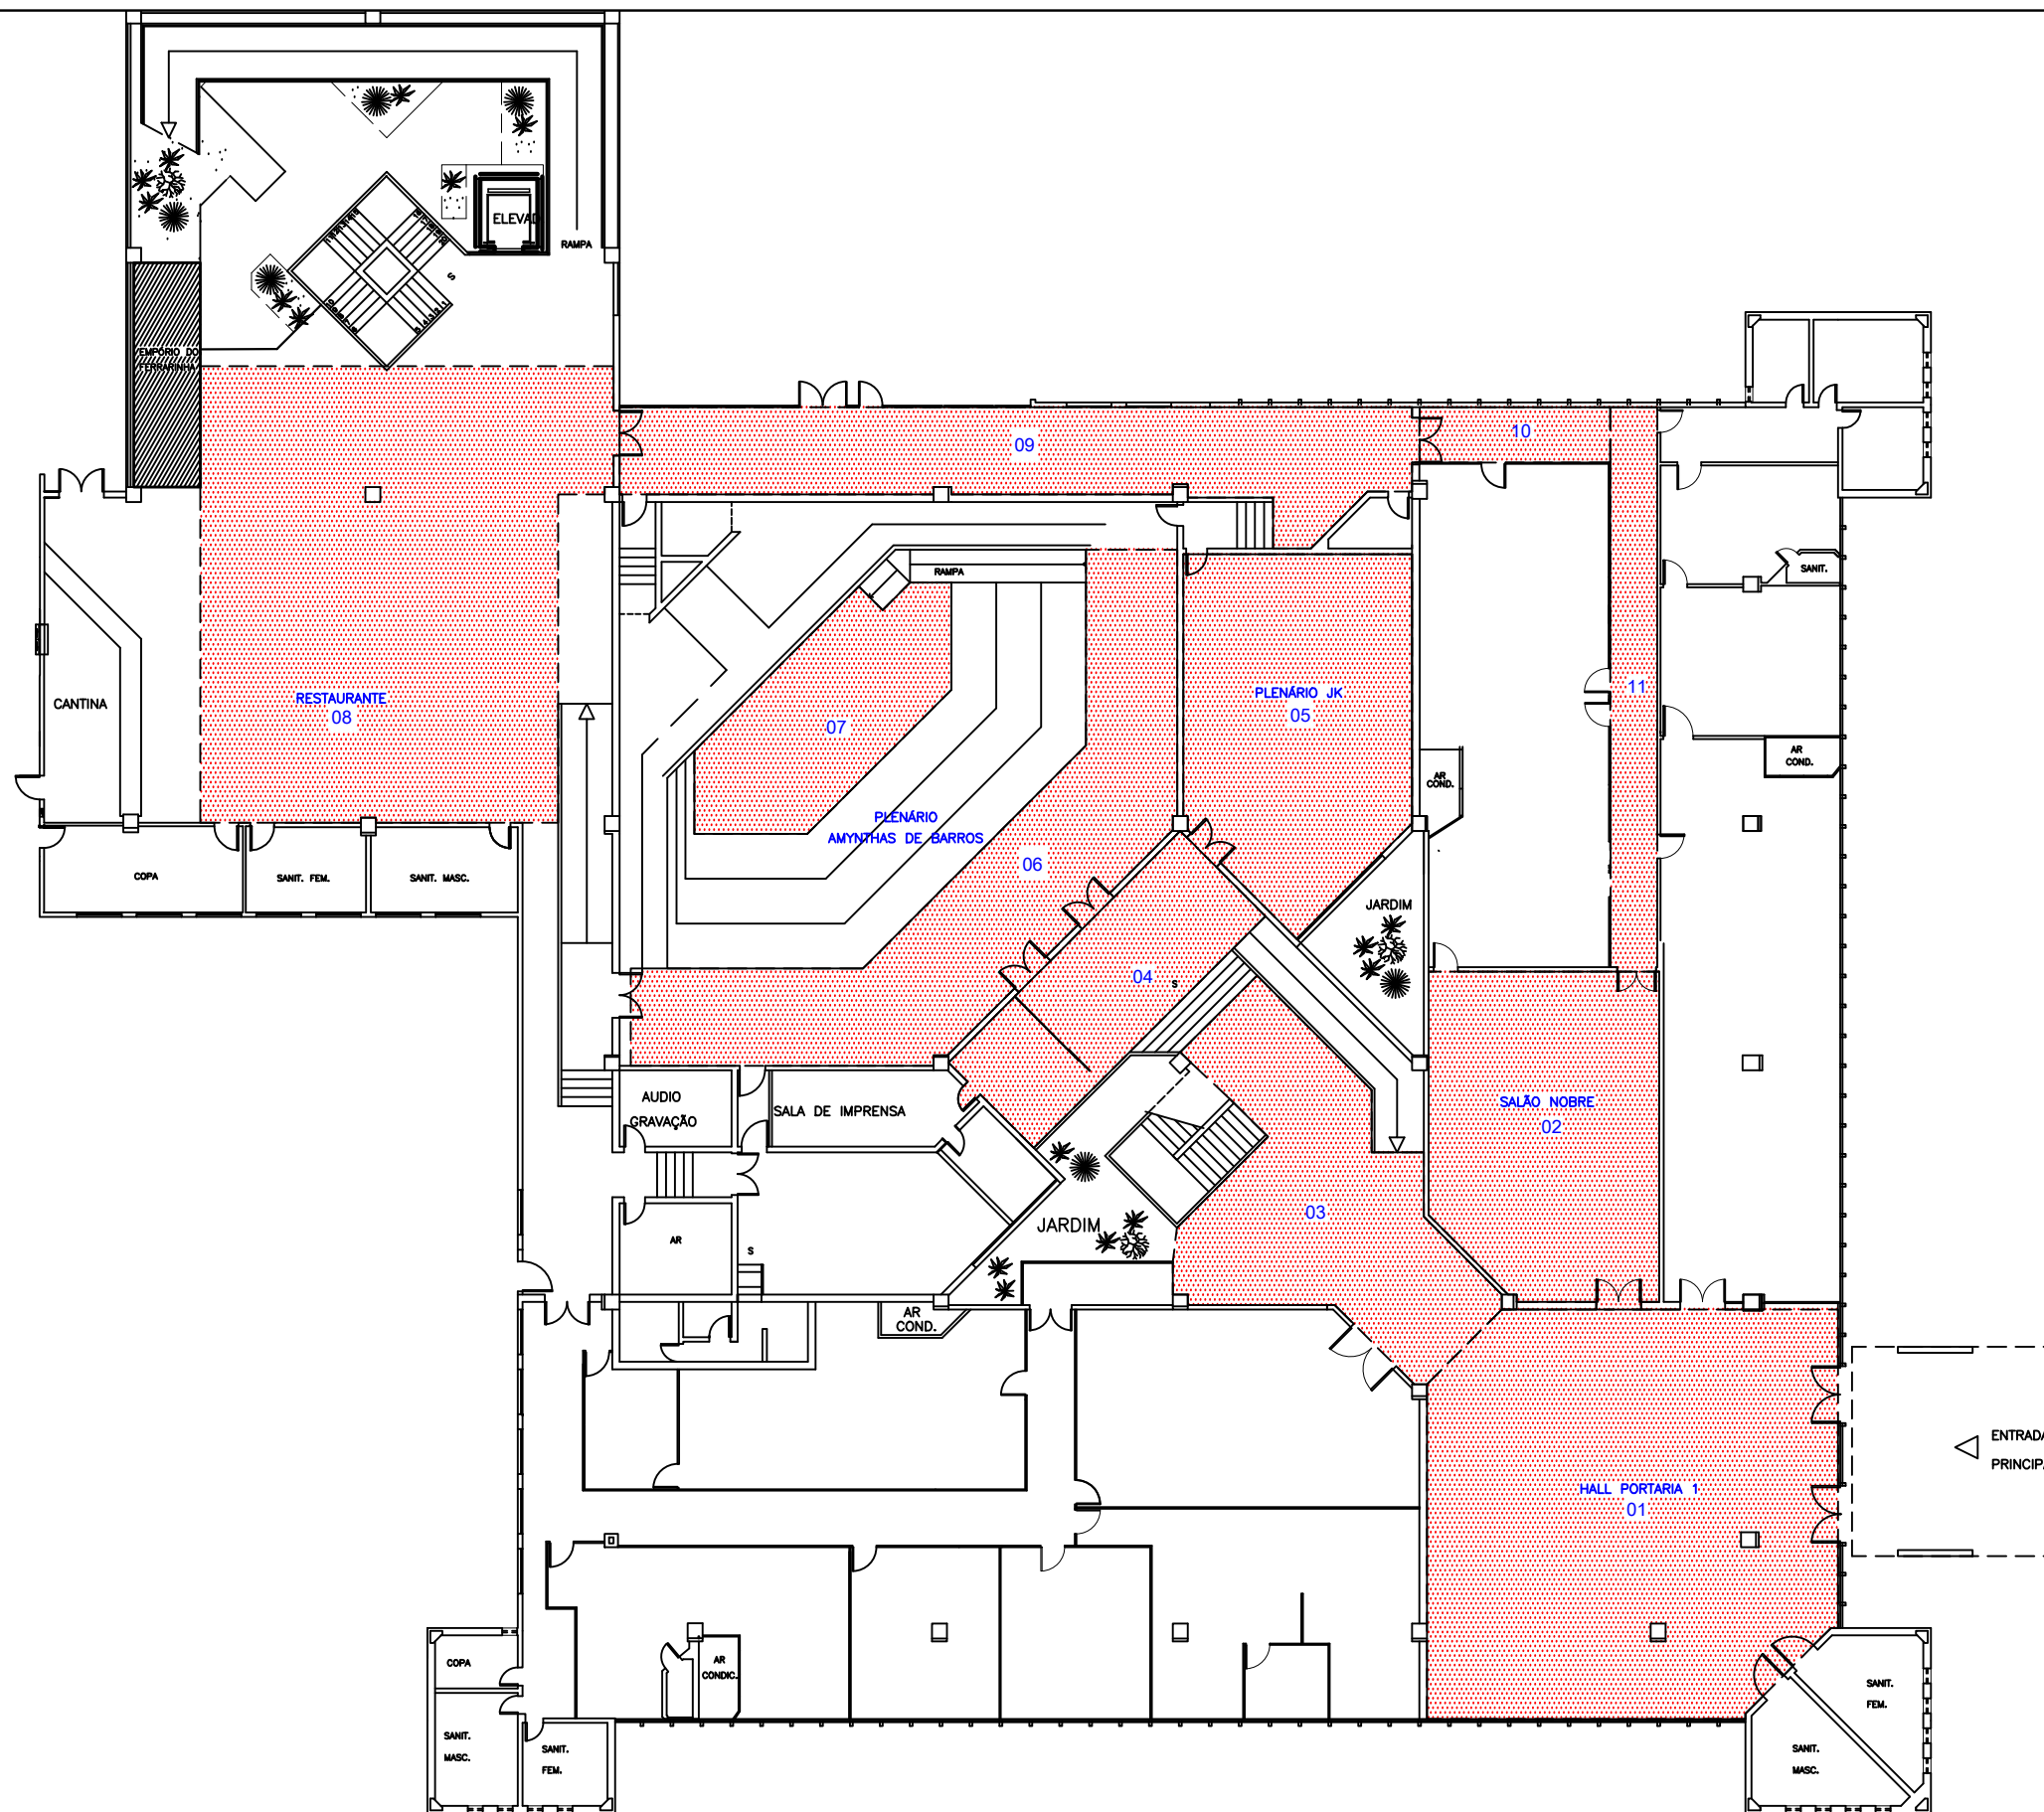 ELEVAD
RAMPA
S
EMPÓRIO DO
FERRARINHA
09
10
SANIT.
RAMPA
CANTINA
RESTAURANTE
08
07
PLENÁRIO JK
05
11
AR
COND.
AR
COND.
PLENÁRIO
AMYNTHAS DE BARROS
06
COPA
SANIT. FEM.
SANIT. MASC.
JARDIM
04
S
AUDIO
GRAVAÇÃO
SALA DE IMPRENSA
SALÃO NOBRE
02
03
JARDIM
AR
S
AR
COND.
ENTRADA
PRINCIPA
HALL PORTARIA 1
01
COPA
AR
CONDIC.
SANIT.
MASC.
SANIT.
FEM.
SANIT.
FEM.
SANIT.
MASC.